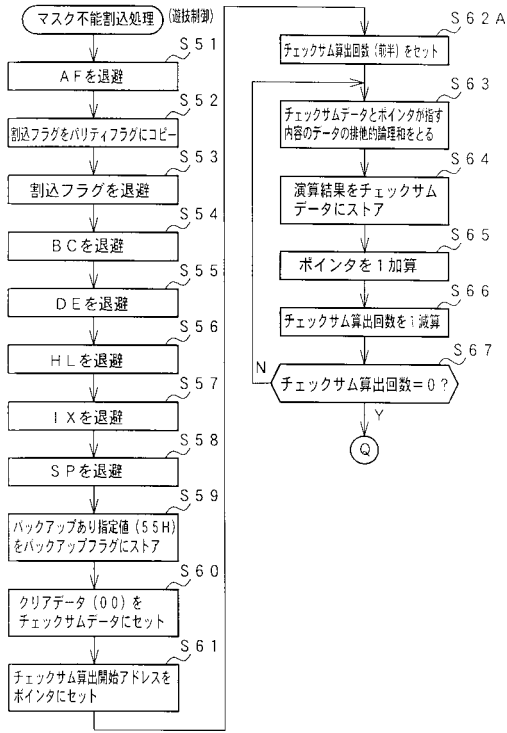 マスク不能割込処理 (遊技制御)
S51
AFを退避
S52
割込フラグをパリティフラグにコピー
S53
割込フラグを退避
S54
BCを退避
S55
DEを退避
S56
HLを退避
S57
IXを退避
S58
SPを退避
S59
バックアップあり指定値(55H)
をバックアップフラグにストア
S60
クリアデータ(00)を
チェックサムデータにセット
S61
チェックサム算出開始アドレスを
ポインタにセット
S62A
チェックサム算出回数(前半)をセット
S63
チェックサムデータとポインタが指す
内容のデータの排他的論理和をとる
S64
演算結果をチェックサム
データにストア
S65
ポインタを1加算
S66
チェックサム算出回数を1減算
S67
チェックサム算出回数=0?
N
Y
Q